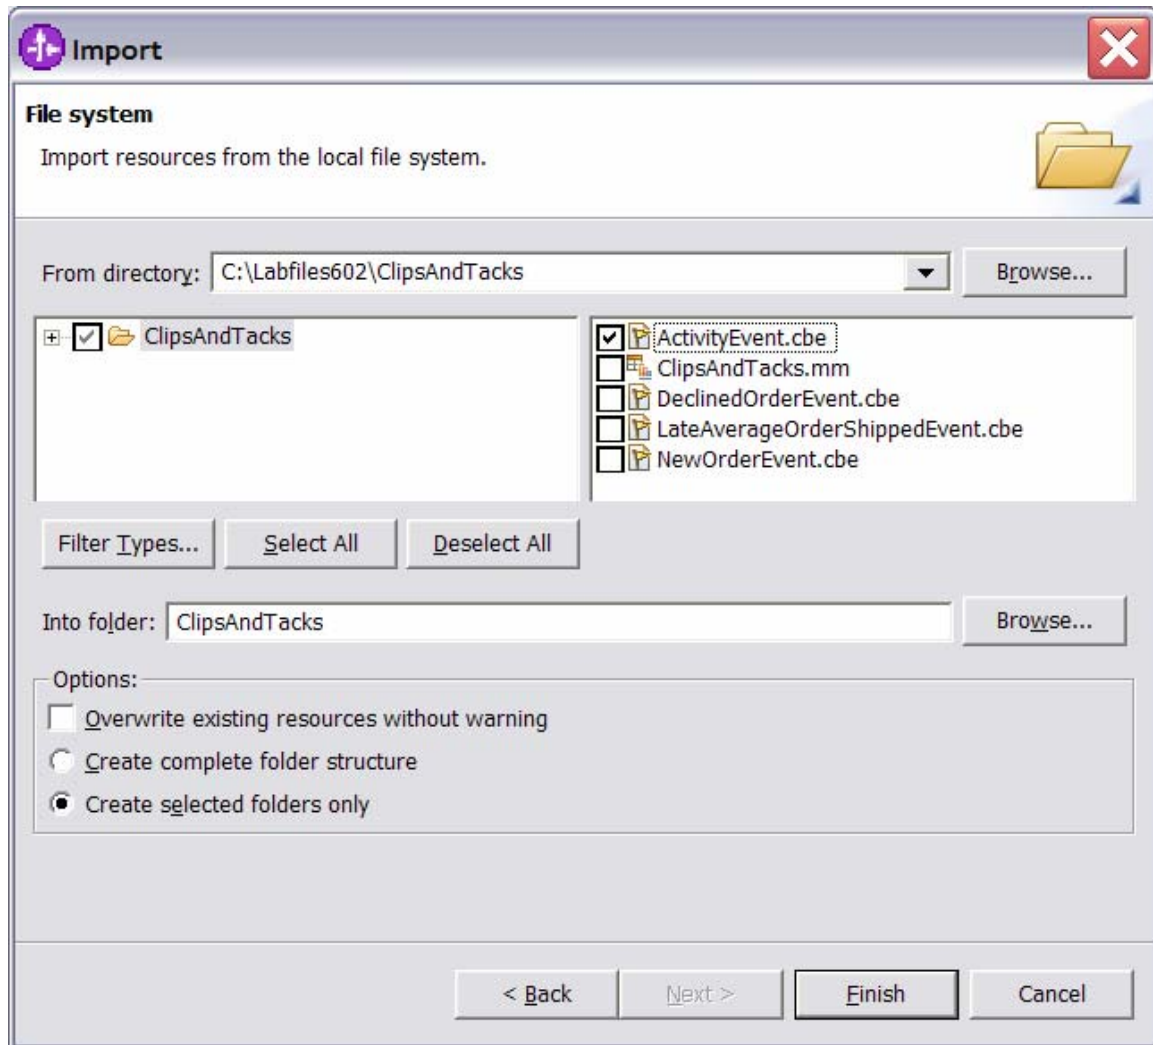 Import
File system
Import resources from the local file system.
From directory: C:\Labfiles602\ClipsAndTacks Browse...
ClipsAndTacks
ActivityEvent.cbe
ClipsAndTacks.mm
DeclinedOrderEvent.cbe
LateAverageOrderShippedEvent.cbe
NewOrderEvent.cbe
Filter Types... Select All Deselect All
Into folder: ClipsAndTacks Browse...
Options:
Overwrite existing resources without warning
Create complete folder structure
Create selected folders only
< Back Next > Finish Cancel